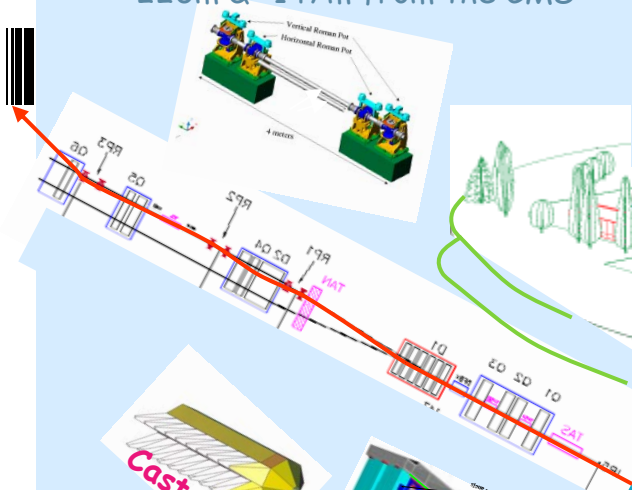 Vertical Roman Pot
Horizontal Roman Pot
4 meters
Q6
RP3
Q5
RP2
D2 Q4
RP1
TAN
D1
Q3
Q2
Q1
TAS
Cast